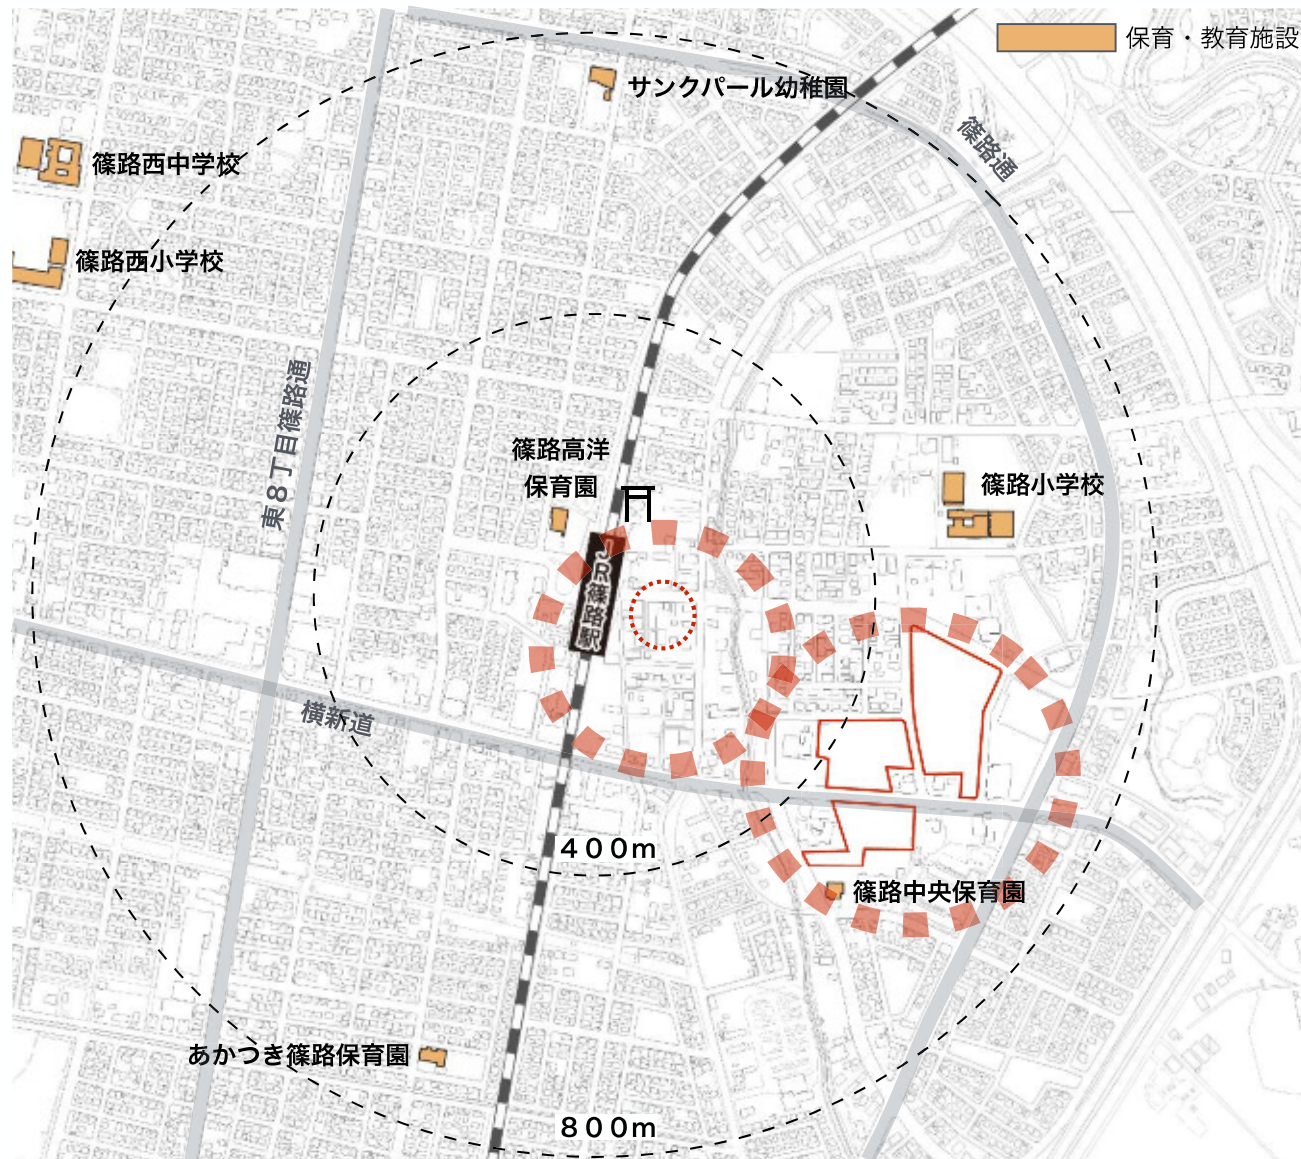 保育・教育施設
サンクパール幼稚園
篠路通
篠路西中学校
篠路西小学校
東８丁目篠路通
篠路高洋
保育園
篠路小学校
JR篠路駅
横新道
４００ｍ
篠路中央保育園
あかつき篠路保育園
８００ｍ